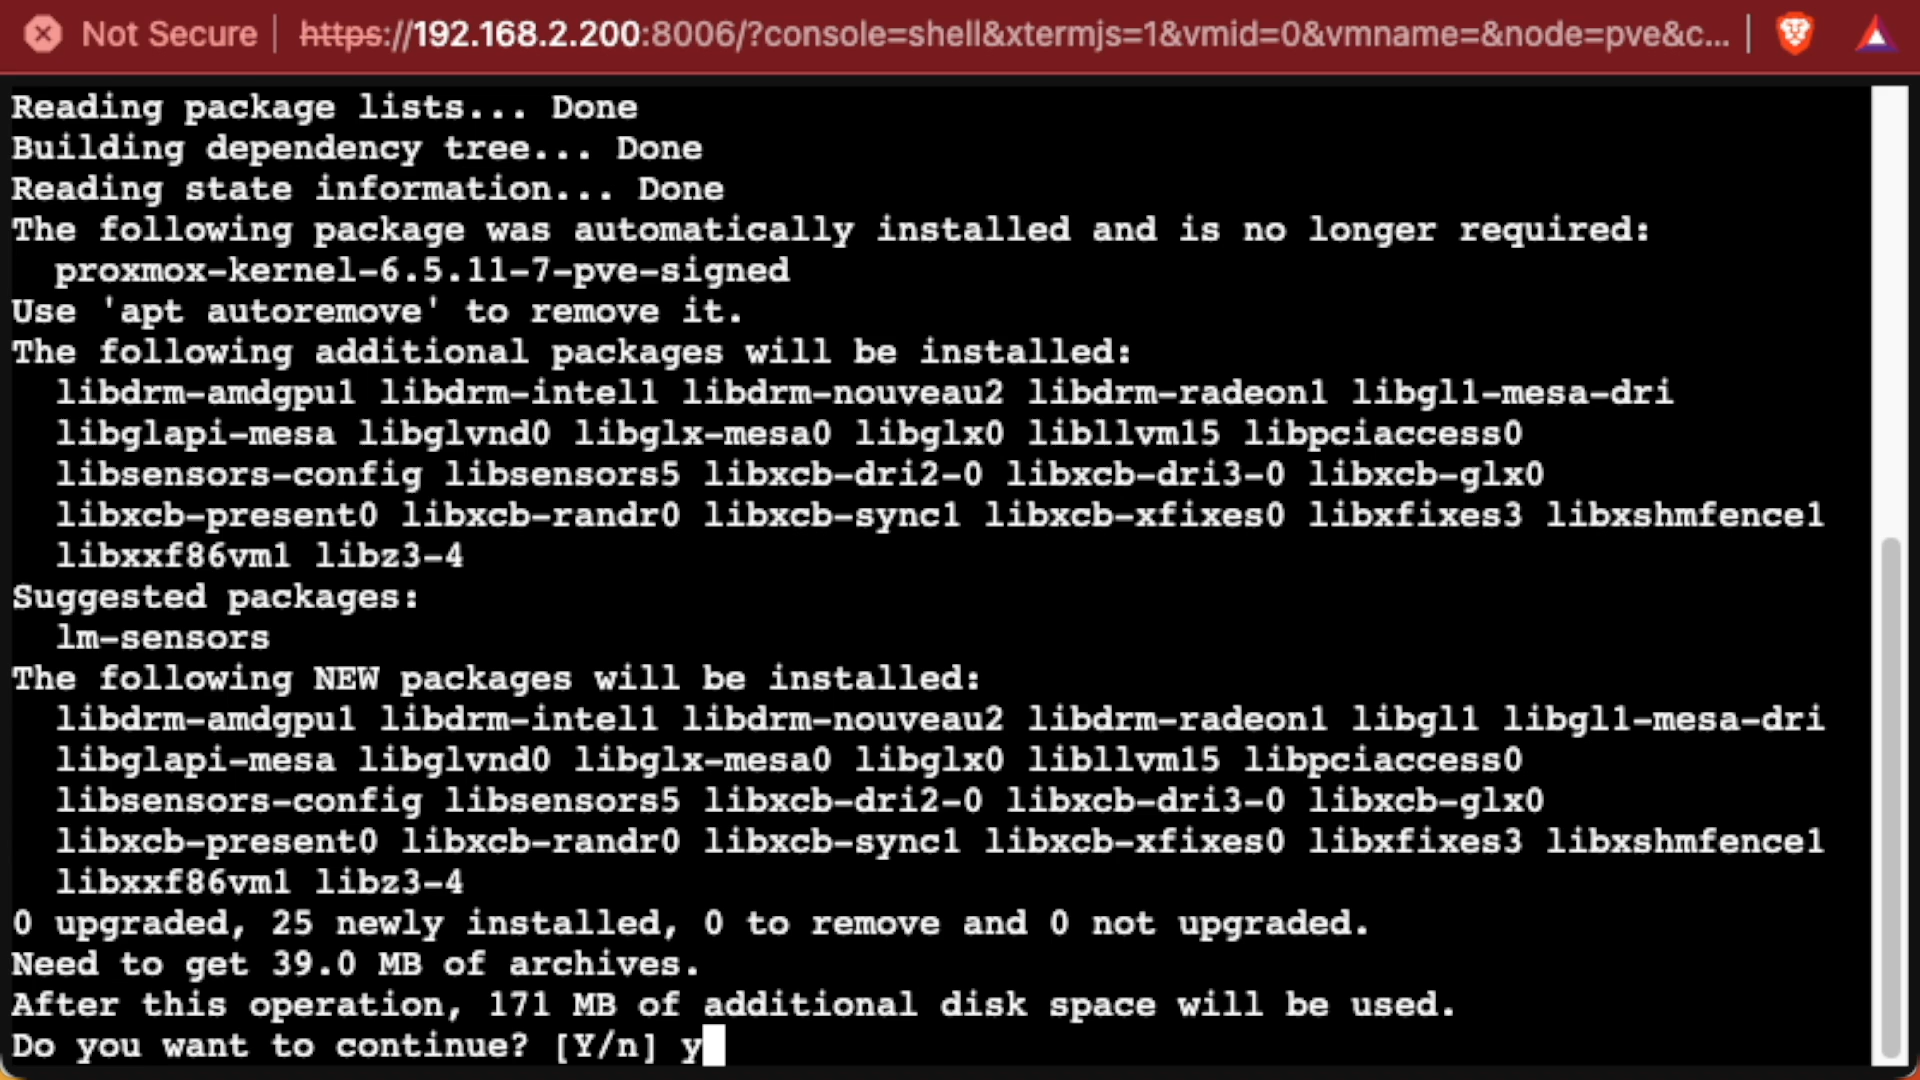 Not Secure | https://192.168.2.200:8006/?console=shell&xtermjs=1&vmid=0&vmname=&node=pve&c... |
Reading package lists... Done
Building dependency tree... Done
Reading state information... Done
The following package was automatically installed and is no longer required:
  proxmox-kernel-6.5.11-7-pve-signed
Use 'apt autoremove' to remove it.
The following additional packages will be installed:
  libdrm-amdgpu1 libdrm-intel1 libdrm-nouveau2 libdrm-radeon1 libgl1-mesa-dri
  libglapi-mesa libglvnd0 libglx-mesa0 libglx0 libllvm15 libpciaccess0
  libsensors-config libsensors5 libxcb-dri2-0 libxcb-dri3-0 libxcb-glx0
  libxcb-present0 libxcb-randr0 libxcb-sync1 libxcb-xfixes0 libxfixes3 libxshmfence1
  libxxf86vm1 libz3-4
Suggested packages:
  lm-sensors
The following NEW packages will be installed:
  libdrm-amdgpu1 libdrm-intel1 libdrm-nouveau2 libdrm-radeon1 libgl1 libgl1-mesa-dri
  libglapi-mesa libglvnd0 libglx-mesa0 libglx0 libllvm15 libpciaccess0
  libsensors-config libsensors5 libxcb-dri2-0 libxcb-dri3-0 libxcb-glx0
  libxcb-present0 libxcb-randr0 libxcb-sync1 libxcb-xfixes0 libxfixes3 libxshmfence1
  libxxf86vm1 libz3-4
0 upgraded, 25 newly installed, 0 to remove and 0 not upgraded.
Need to get 39.0 MB of archives.
After this operation, 171 MB of additional disk space will be used.
Do you want to continue? [Y/n] y